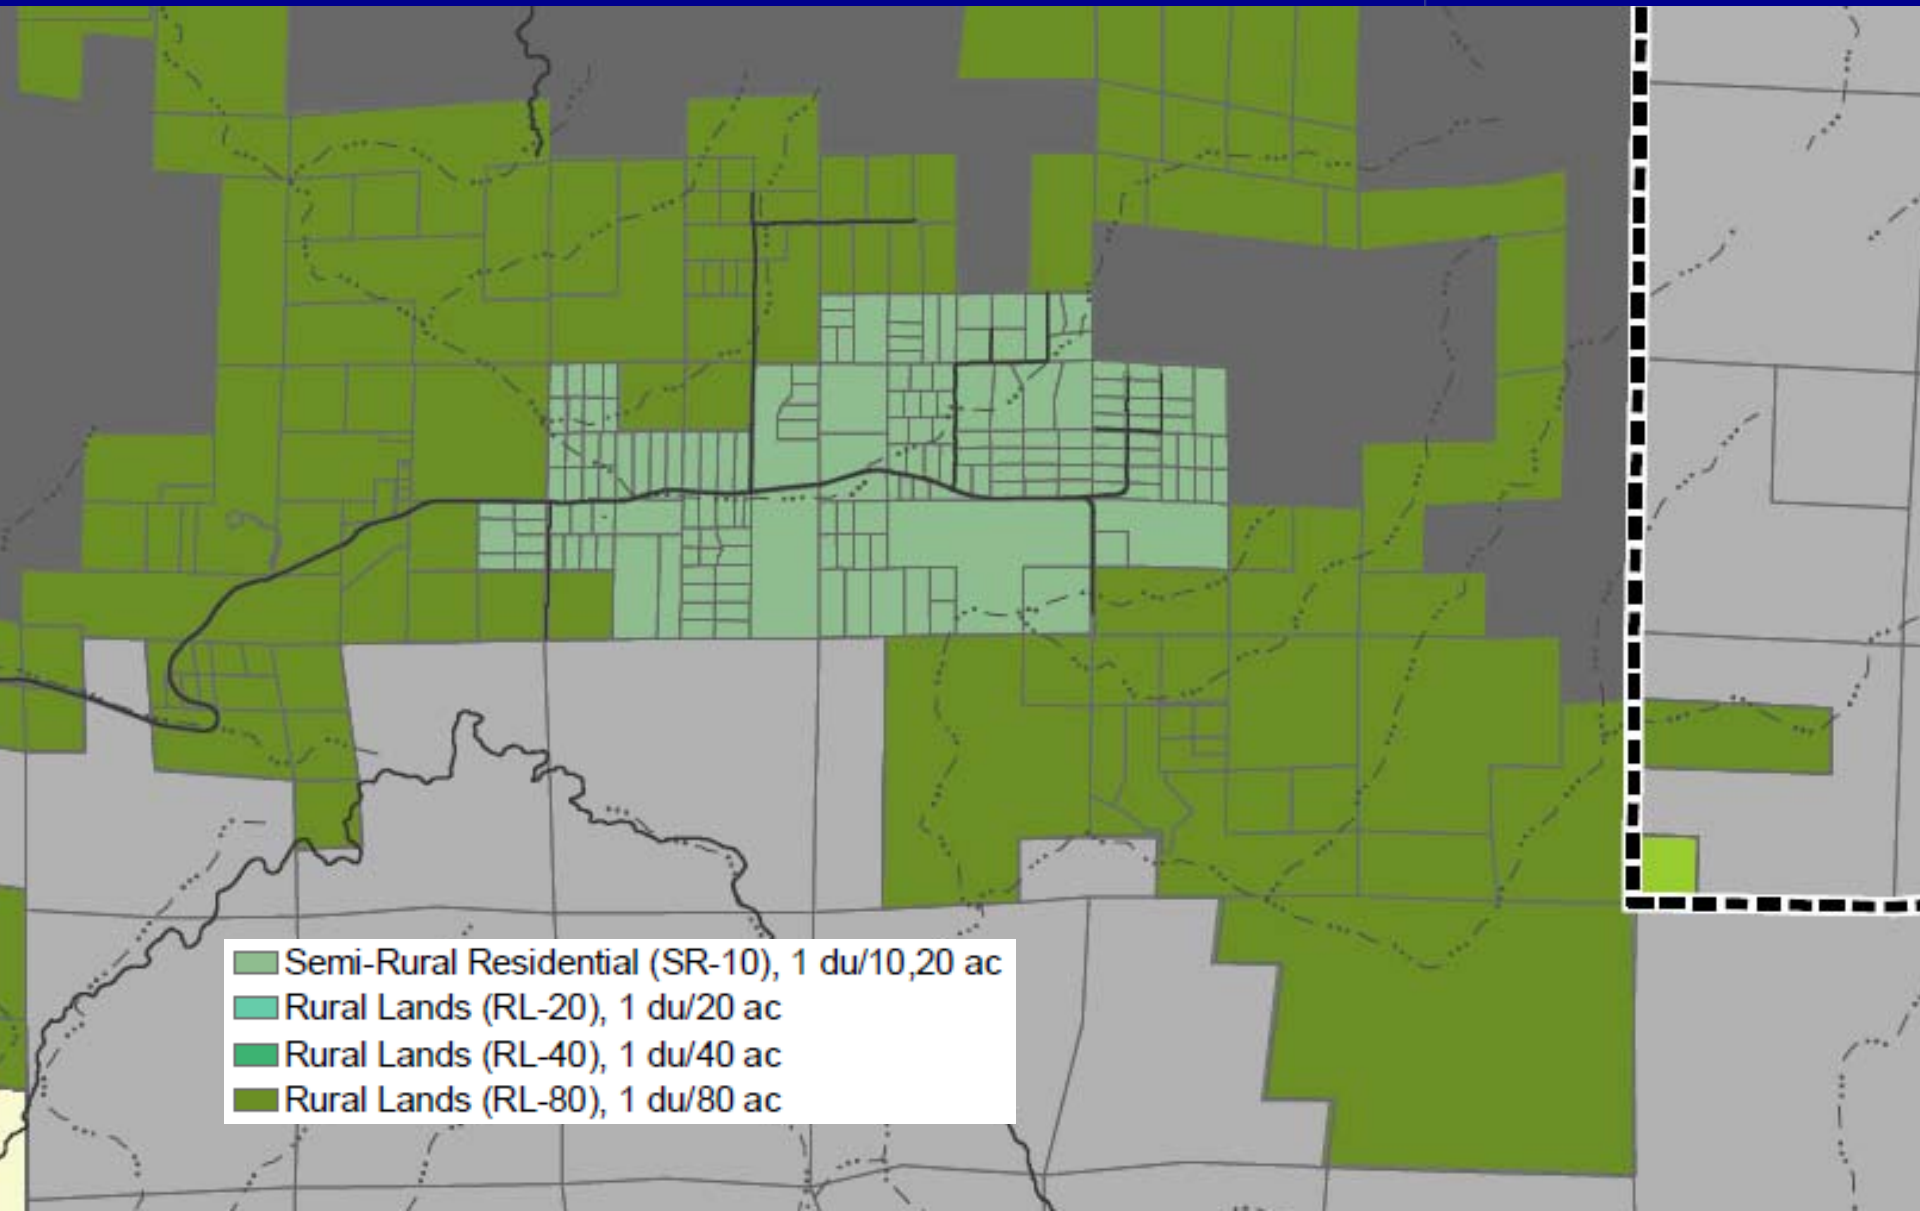 Semi-Rural Residential (SR-10), 1 du/10,20 ac
Rural Lands (RL-20), 1 du/20 ac
Rural Lands (RL-40), 1 du/40 ac
Rural Lands (RL-80), 1 du/80 ac